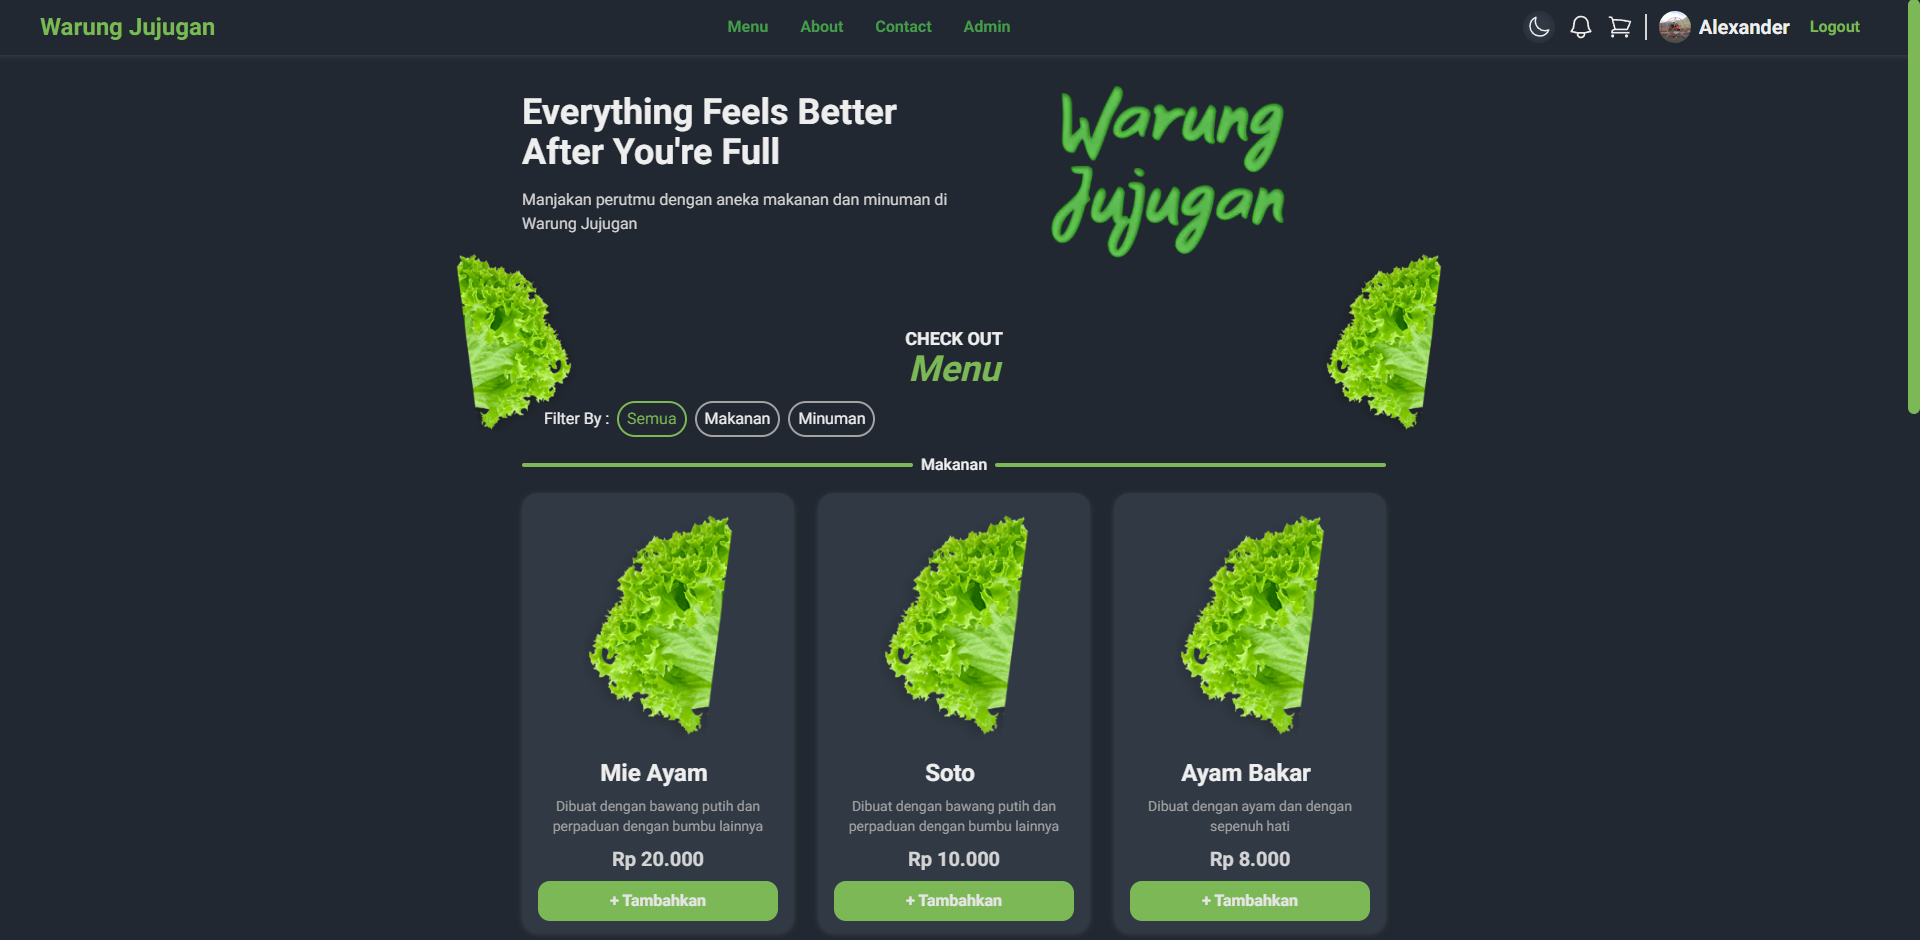 Warung Jujugan
Menu
About
Contact
Admin
Alexander
Logout
Everything Feels Better
After You're Full
Manjakan perutmu dengan aneka makanan dan minuman di
Warung Jujugan
Warung
Jujugan
CHECK OUT
Menu
Filter By : Semua Makanan Minuman
Makanan
Mie Ayam
Dibuat dengan bawang putih dan
perpaduan dengan bumbu lainnya
Rp 20.000
+ Tambahkan
Soto
Dibuat dengan bawang putih dan
perpaduan dengan bumbu lainnya
Rp 10.000
+ Tambahkan
Ayam Bakar
Dibuat dengan ayam dan dengan
sepenuh hati
Rp 8.000
+ Tambahkan